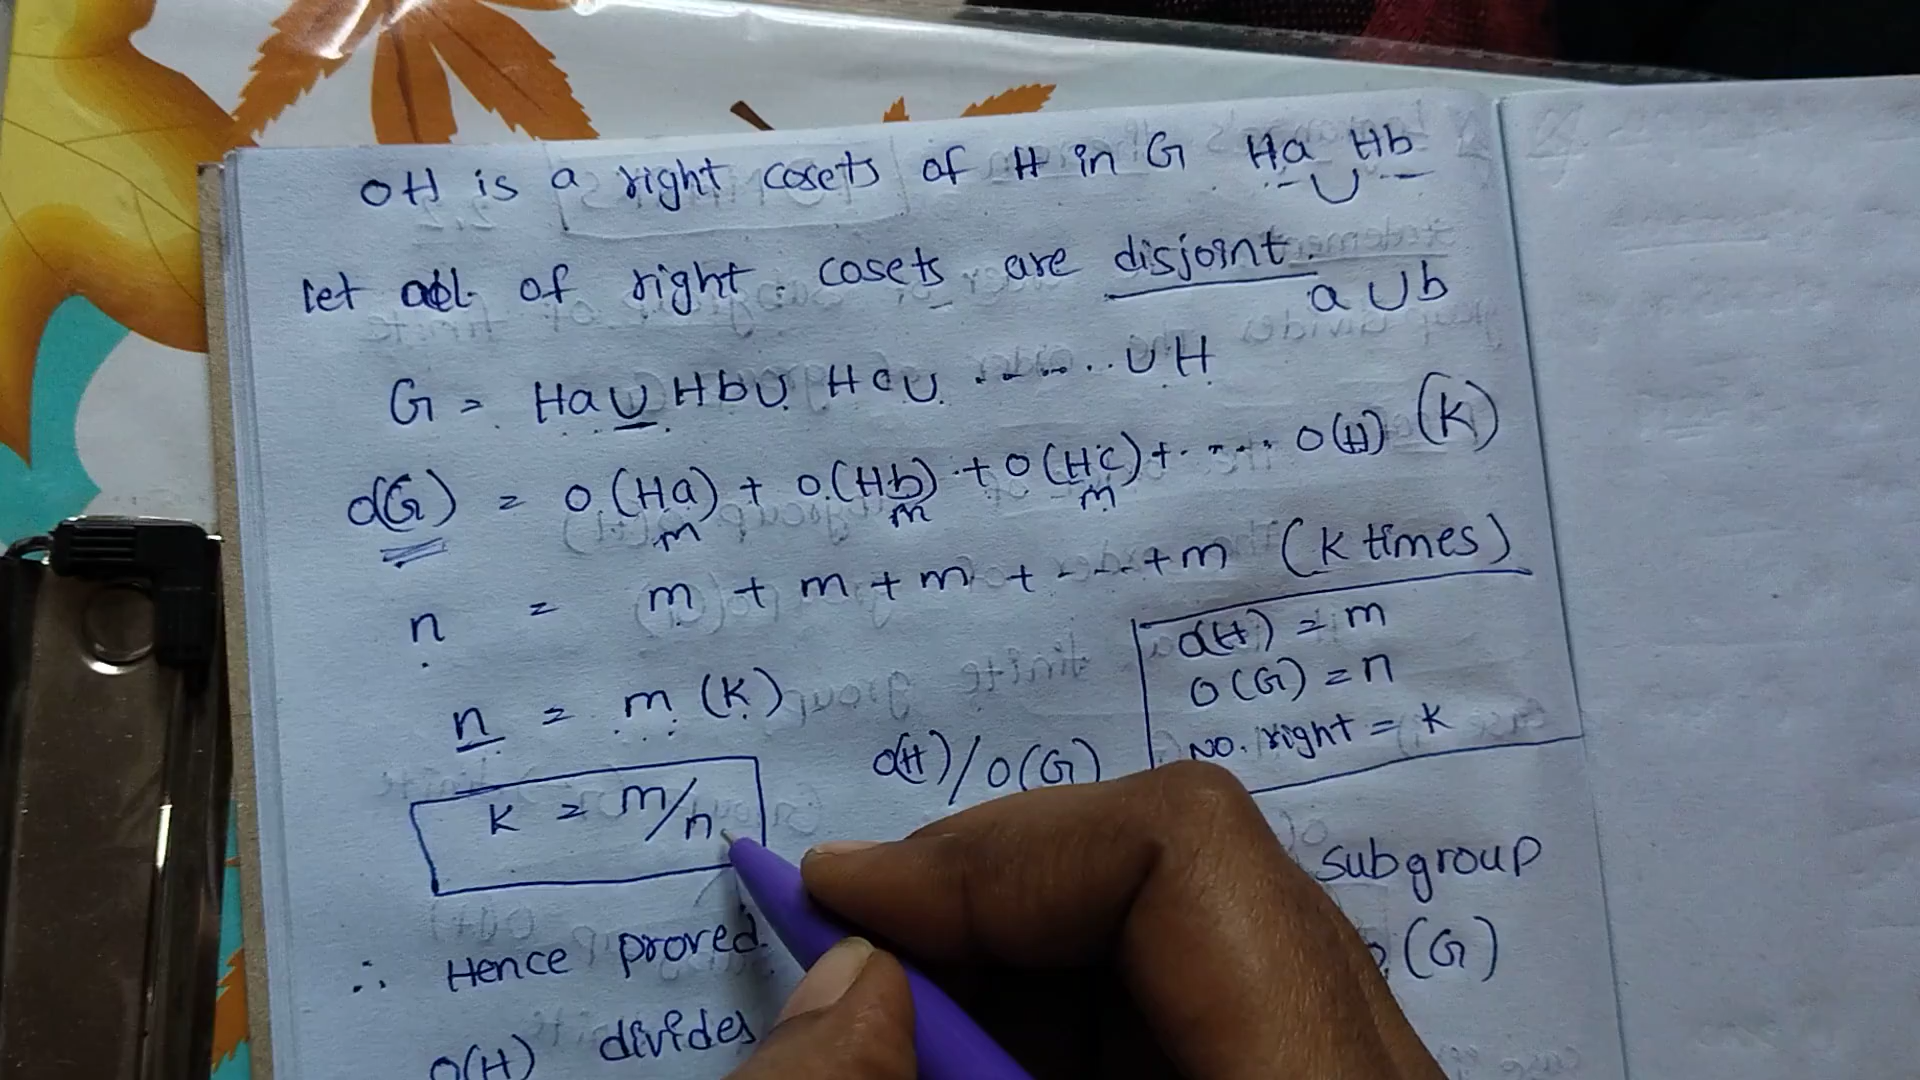 OH is a right cosets of H in G Ha ∪ Hb
let all of right cosets are disjoint.
a ∪ b
G = Ha ∪ Hb ∪ Hc ∪ ------.. ∪ H
O(G) = O(Ha) + O(Hb) + O(Hc) + ..... O(H) (K)
m m m
n = m + m + m + - - - + m (K times)
n = m (K)
O(H) = m
O(G) = n
NO. right = K
O(H)/O(G)
K = m/n
subgroup
∴ Hence proved.
(G)
O(H) divides